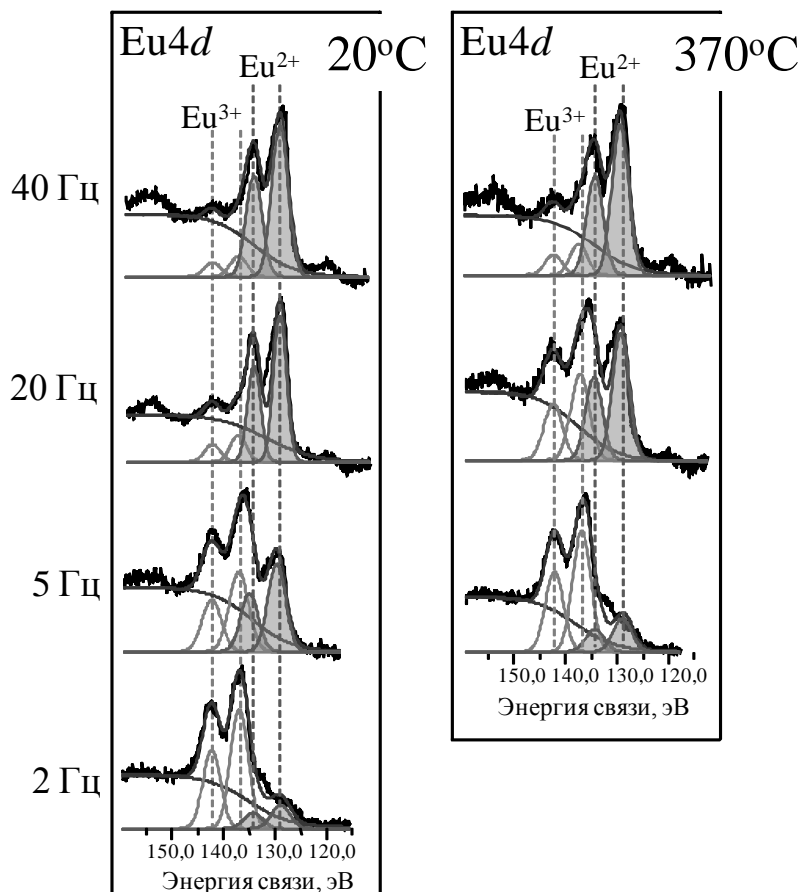 Eu4d 20°C
Eu²⁺
Eu³⁺
40 Гц
20 Гц
5 Гц
2 Гц
150,0 140,0 130,0 120,0
Энергия связи, эВ
Eu4d 370°C
Eu²⁺
Eu³⁺
150,0 140,0 130,0 120,0
Энергия связи, эВ